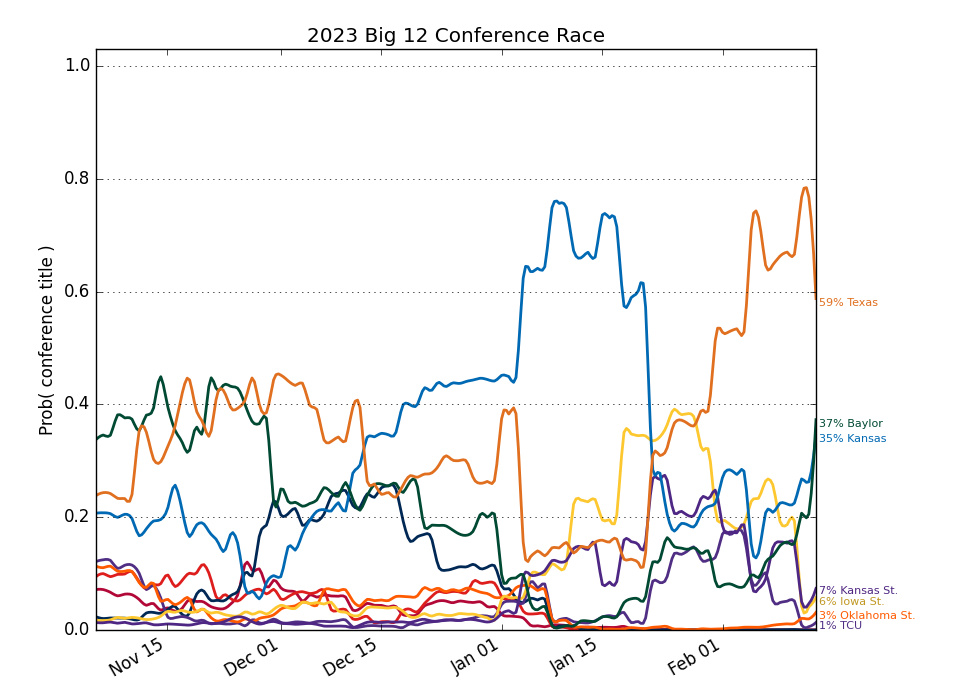 2023 Big 12 Conference Race
Prob( conference title )
1.0
0.8
0.6
0.4
0.2
0.0
59% Texas
37% Baylor
35% Kansas
7% Kansas St.
6% Iowa St.
3% Oklahoma St.
1% TCU
Nov 15
Dec 01
Dec 15
Jan 01
Jan 15
Feb 01